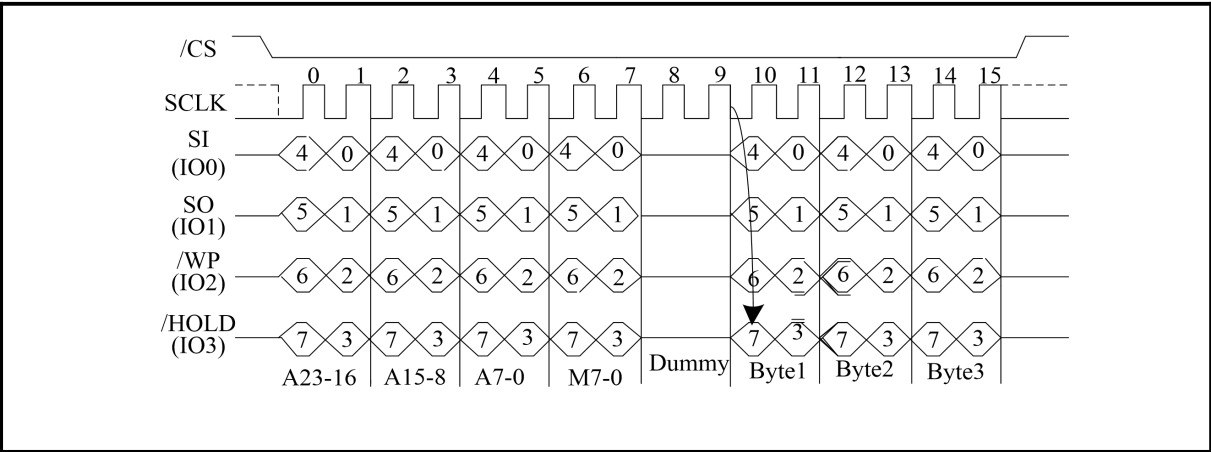 /CS
0 1 2 3 4 5 6 7 8 9 10 11 12 13 14 15
SCLK
SI
(IO0)
4 0 4 0 4 0 4 0 4 0 4 0 4 0
SO
(IO1)
5 1 5 1 5 1 5 1 5 1 5 1 5 1
/WP
(IO2)
6 2 6 2 6 2 6 2 6 2 6 2 6 2
/HOLD
(IO3)
7 3 7 3 7 3 7 3 7 3 7 3 7 3
A23-16 A15-8 A7-0 M7-0 Dummy Byte1 Byte2 Byte3